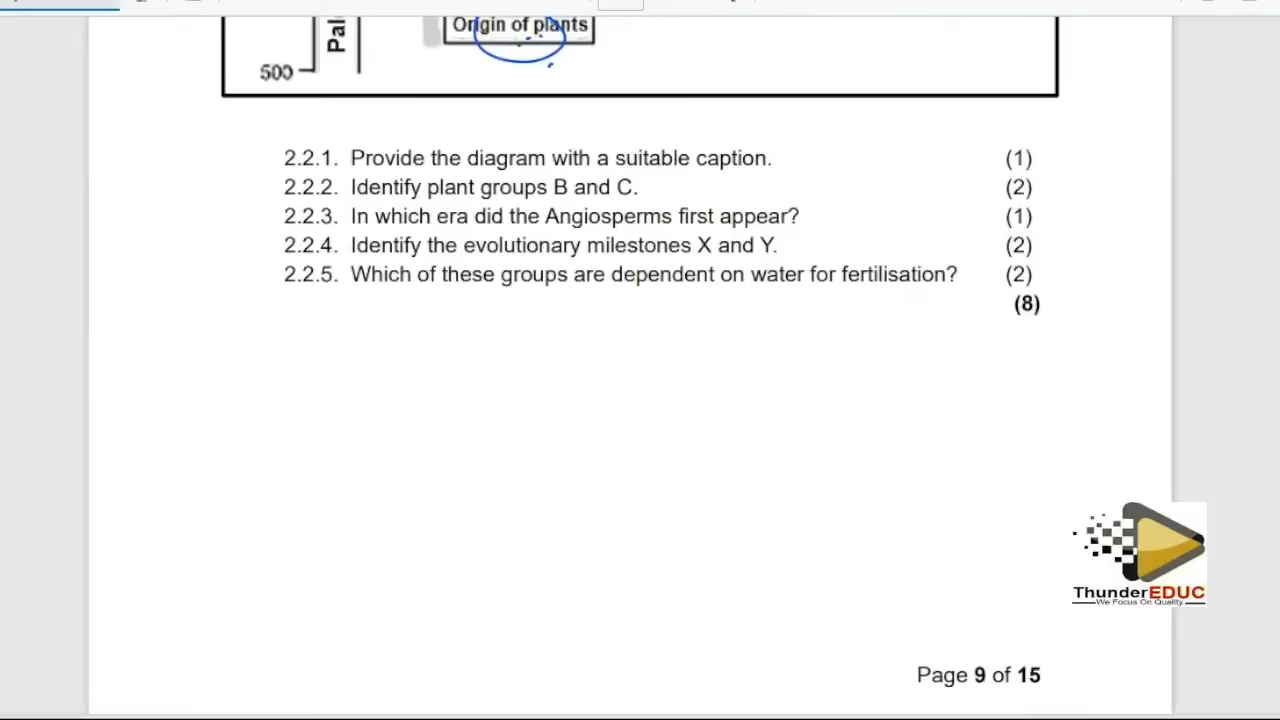 Origin of plants
Pal
500
2.2.1. Provide the diagram with a suitable caption. (1)
2.2.2. Identify plant groups B and C. (2)
2.2.3. In which era did the Angiosperms first appear? (1)
2.2.4. Identify the evolutionary milestones X and Y. (2)
2.2.5. Which of these groups are dependent on water for fertilisation? (2)
(8)
ThunderEDUC
We Focus On Quality
Page 9 of 15